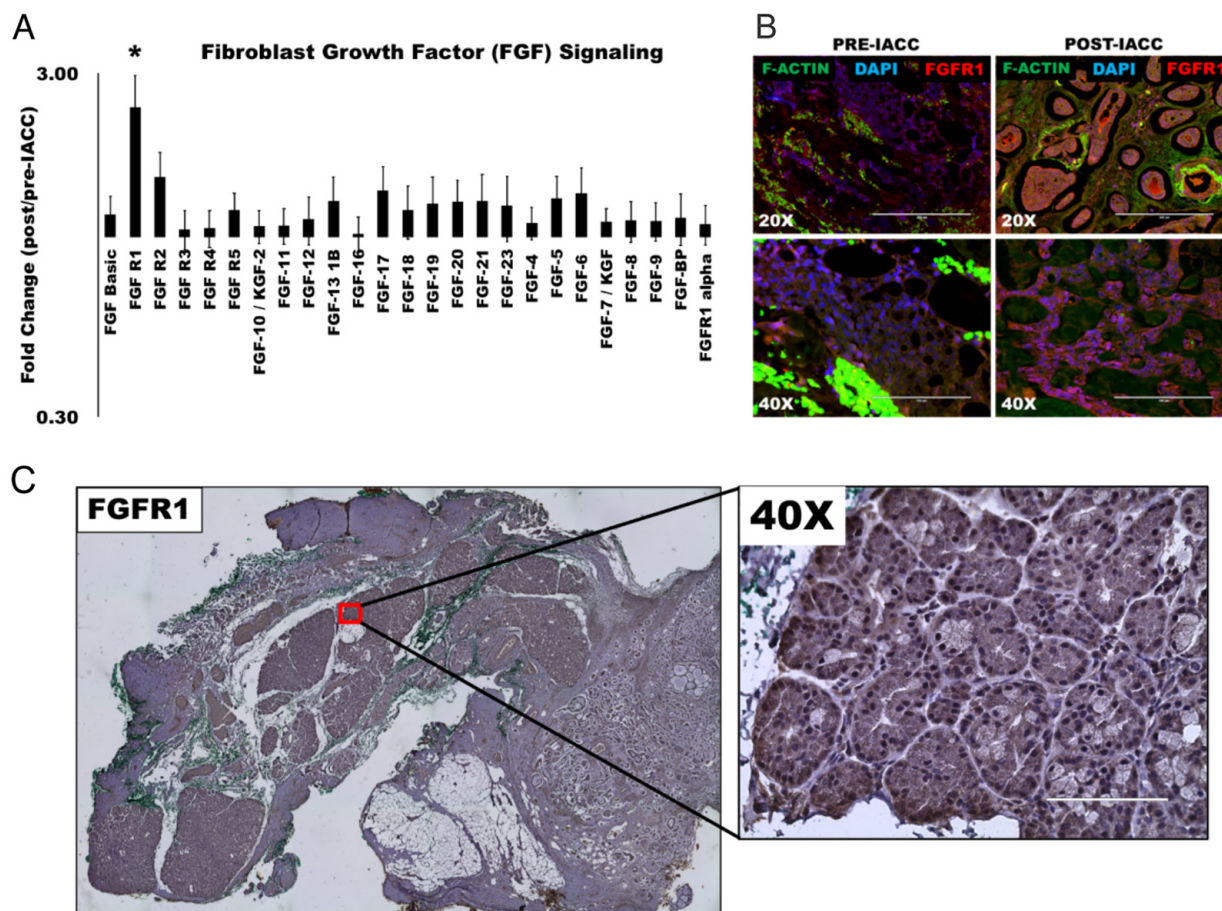 A
Fibroblast Growth Factor (FGF) Signaling
*
3.00
0.30
Fold Change (post/pre-IACC)
FGF Basic
FGF R1
FGF R2
FGF R3
FGF R4
FGF R5
FGF-10 / KGF-2
FGF-11
FGF-12
FGF-13 1B
FGF-16
FGF-17
FGF-18
FGF-19
FGF-20
FGF-21
FGF-23
FGF-4
FGF-5
FGF-6
FGF-7 / KGF
FGF-8
FGF-9
FGF-BP
FGFR1 alpha
B
PRE-IACC POST-IACC
F-ACTIN DAPI FGFR1 F-ACTIN DAPI FGFR1
20X 20X
40X 40X
C
FGFR1 40X